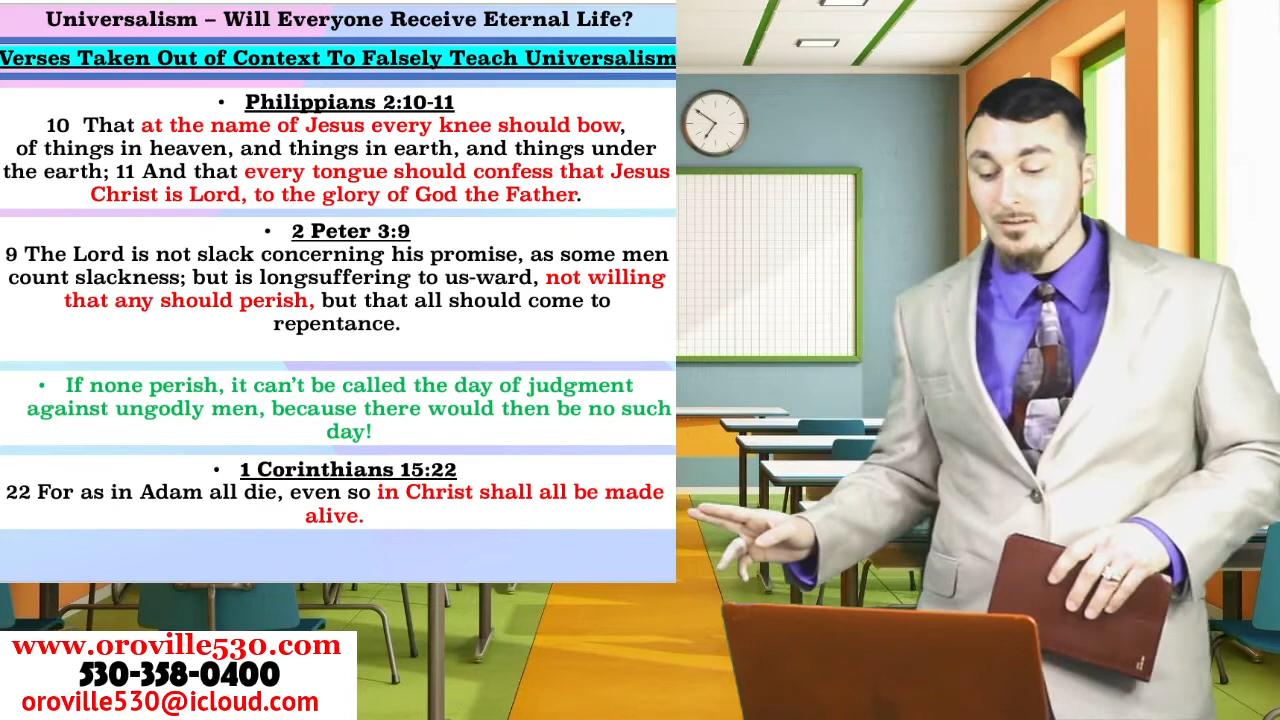 Universalism – Will Everyone Receive Eternal Life?
Verses Taken Out of Context To Falsely Teach Universalism
• Philippians 2:10-11
10 That at the name of Jesus every knee should bow,
of things in heaven, and things in earth, and things under
the earth; 11 And that every tongue should confess that Jesus
Christ is Lord, to the glory of God the Father.
• 2 Peter 3:9
9 The Lord is not slack concerning his promise, as some men
count slackness; but is longsuffering to us-ward, not willing
that any should perish, but that all should come to
repentance.
• If none perish, it can't be called the day of judgment
against ungodly men, because there would then be no such
day!
• 1 Corinthians 15:22
22 For as in Adam all die, even so in Christ shall all be made
alive.
www.oroville530.com
530-358-0400
oroville530@icloud.com